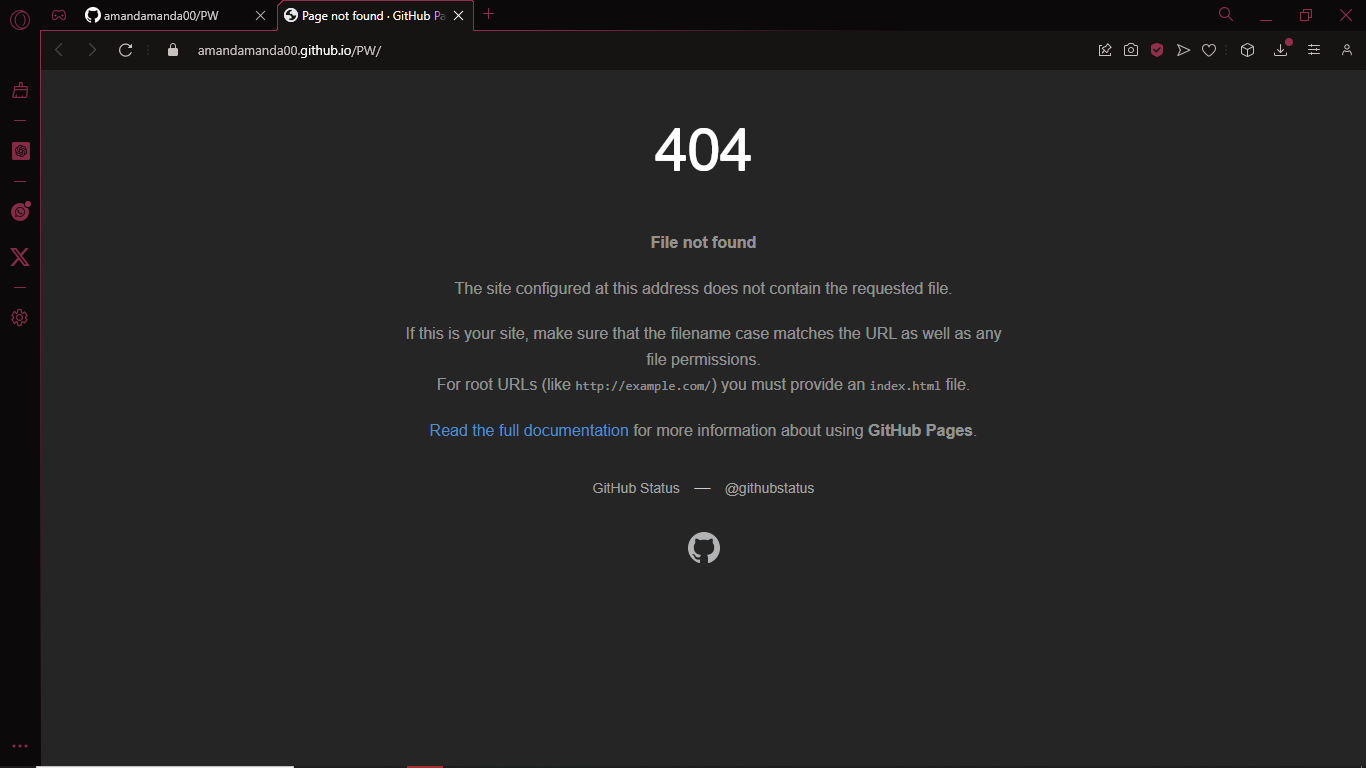 amandamanda00/PW
Page not found · GitHub Pa
amandamanda00.github.io/PW/
404
File not found
The site configured at this address does not contain the requested file.
If this is your site, make sure that the filename case matches the URL as well as any
file permissions.
For root URLs (like http://example.com/) you must provide an index.html file.
Read the full documentation for more information about using GitHub Pages.
GitHub Status — @githubstatus